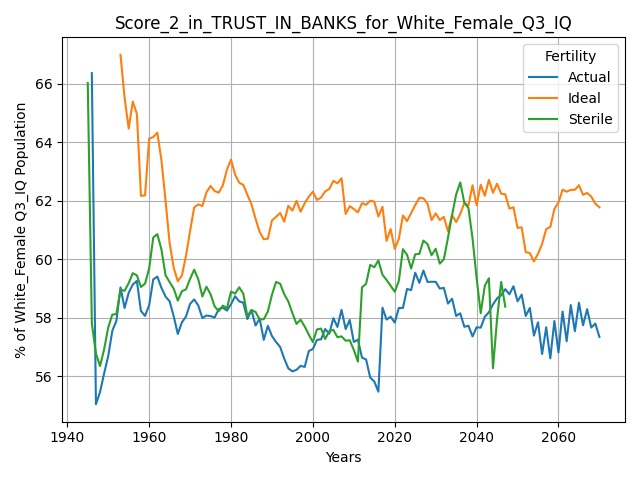 Score_2_in_TRUST_IN_BANKS_for_White_Female_Q3_IQ
Fertility
Actual
Ideal
Sterile
% of White_Female Q3_IQ Population
66
64
62
60
58
56
1940
1960
1980
2000
2020
2040
2060
Years